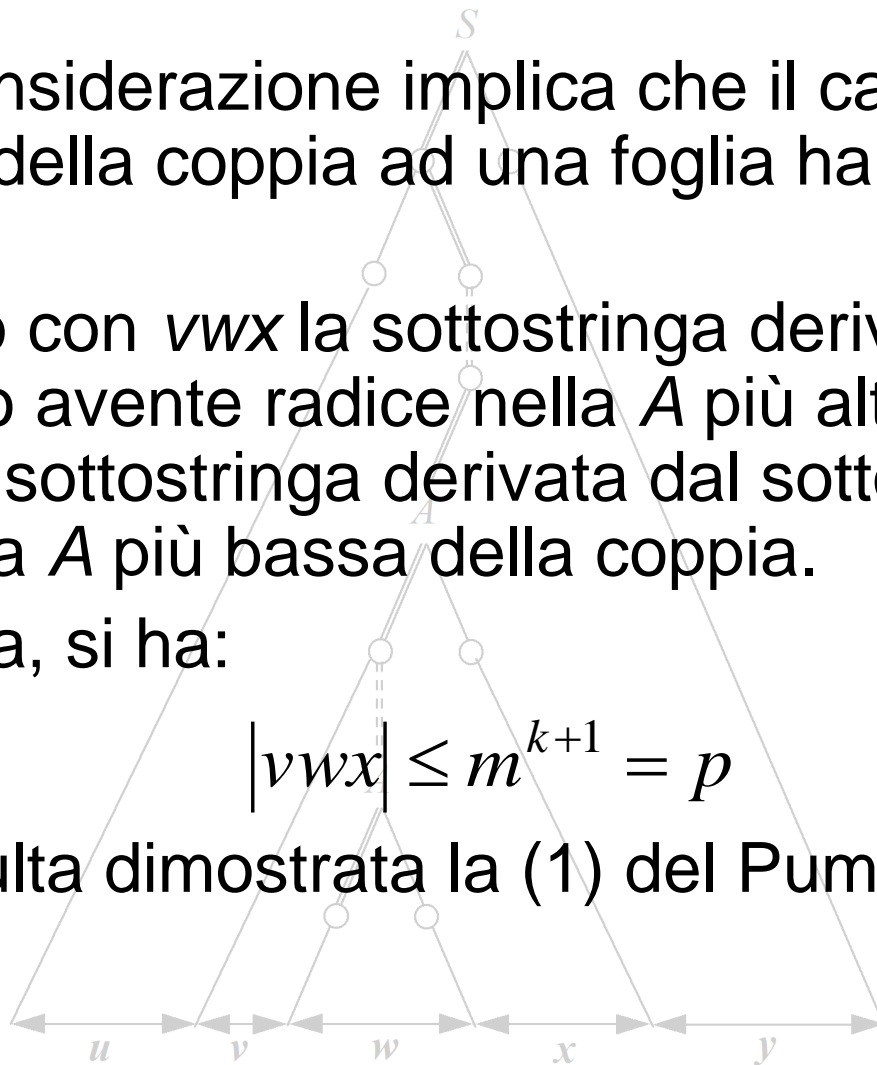 S
nsiderazione implica che il ca
della coppia ad una foglia ha
o con vwx la sottostringa deriv
o avente radice nella A più alt
sottostringa derivata dal sotto
A
a A più bassa della coppia.
a, si ha:
|vwx| ≤ m^{k+1} = p
A
ulta dimostrata la (1) del Pum
u v w x y